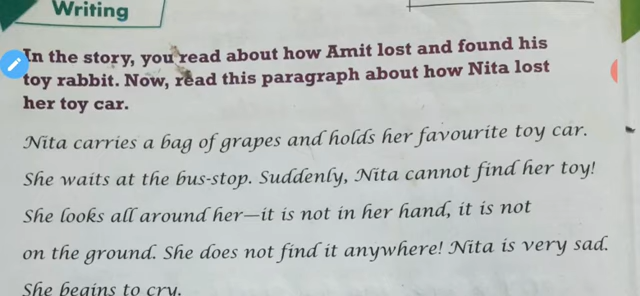 Writing
In the story, you read about how Amit lost and found his
toy rabbit. Now, read this paragraph about how Nita lost
her toy car.
Nita carries a bag of grapes and holds her favourite toy car.
She waits at the bus-stop. Suddenly, Nita cannot find her toy!
She looks all around her—it is not in her hand, it is not
on the ground. She does not find it anywhere! Nita is very sad.
She begins to cry.